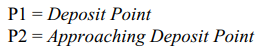 P1 = Deposit Point
P2 = Approaching Deposit Point